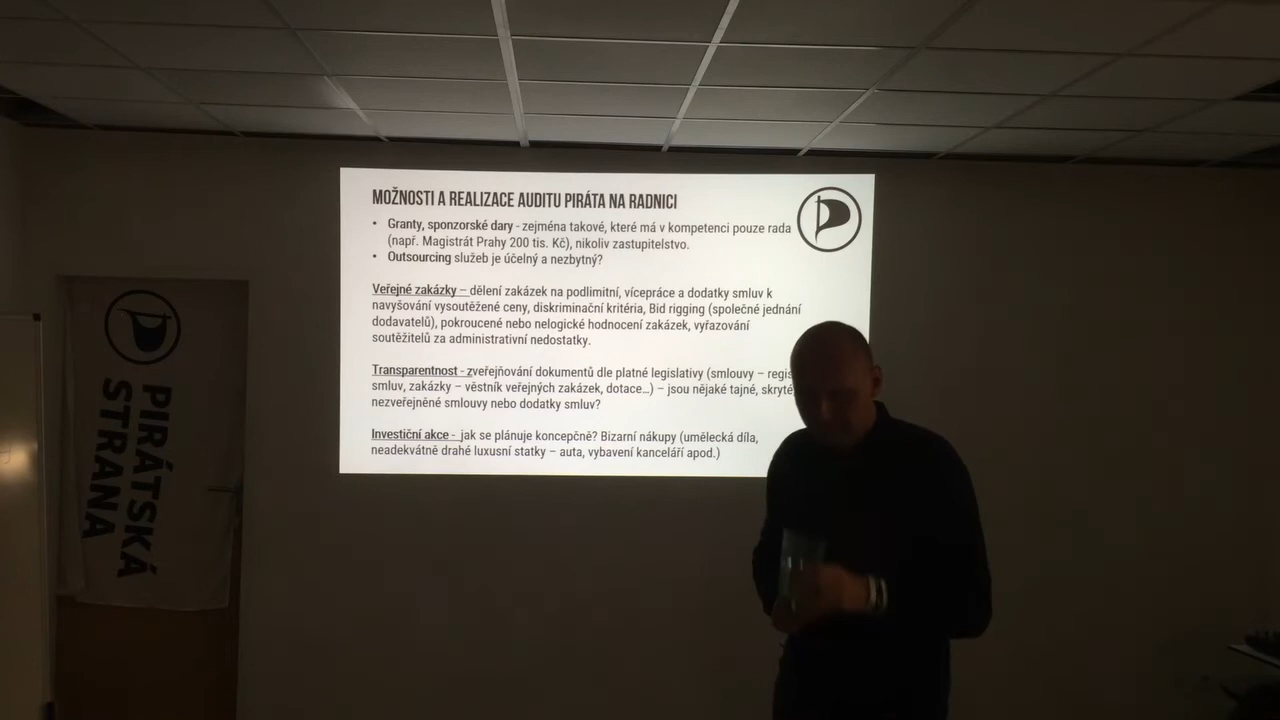 MOŽNOSTI A REALIZACE AUDITU PIRÁTA NA RADNICI
• Granty, sponzorské dary - zejména takové, které má v kompetenci pouze rada
(např. Magistrát Prahy 200 tis. Kč), nikoliv zastupitelstvo.
• Outsourcing služeb je účelný a nezbytný?
Veřejné zakázky – dělení zakázek na podlimitní, vícepráce a dodatky smluv k
navyšování vysoutěžené ceny, diskriminační kritéria, Bid rigging (společné jednání
dodavatelů), pokroucené nebo nelogické hodnocení zakázek, vyřazování
soutěžitelů za administrativní nedostatky.
Transparentnost - zveřejňování dokumentů dle platné legislativy (smlouvy – regis
smluv, zakázky – věstník veřejných zakázek, dotace…) – jsou nějaké tajné, skryté
nezveřejněné smlouvy nebo dodatky smluv?
Investiční akce - jak se plánuje koncepčně? Bizarní nákupy (umělecká díla,
neadekvátně drahé luxusní statky – auta, vybavení kanceláří apod.)
PIRÁTSKÁ
STRANA